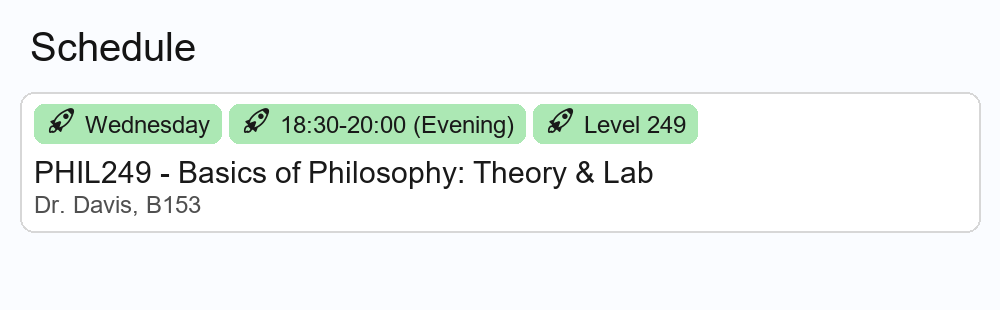 Schedule
Wednesday 18:30-20:00 (Evening) Level 249
PHIL249 - Basics of Philosophy: Theory & Lab
Dr. Davis, B153